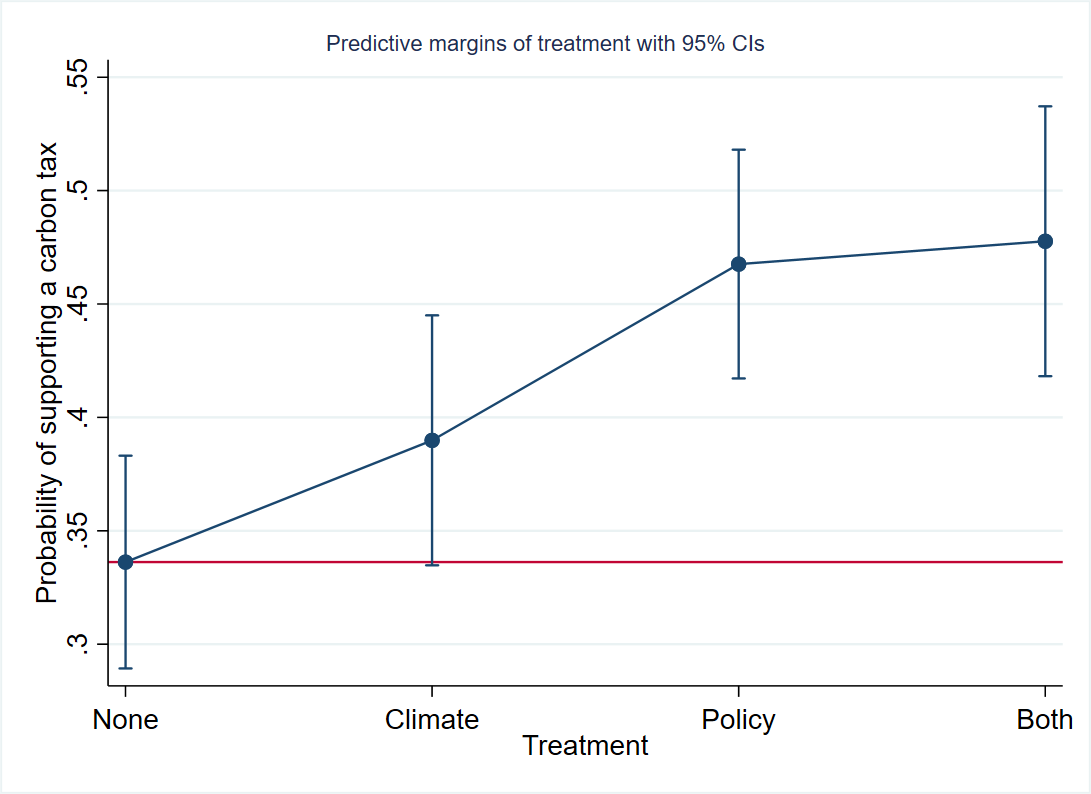 Predictive margins of treatment with 95% CIs
Probability of supporting a carbon tax
.55
.5
.45
.4
.35
.3
None Climate Policy Both
Treatment